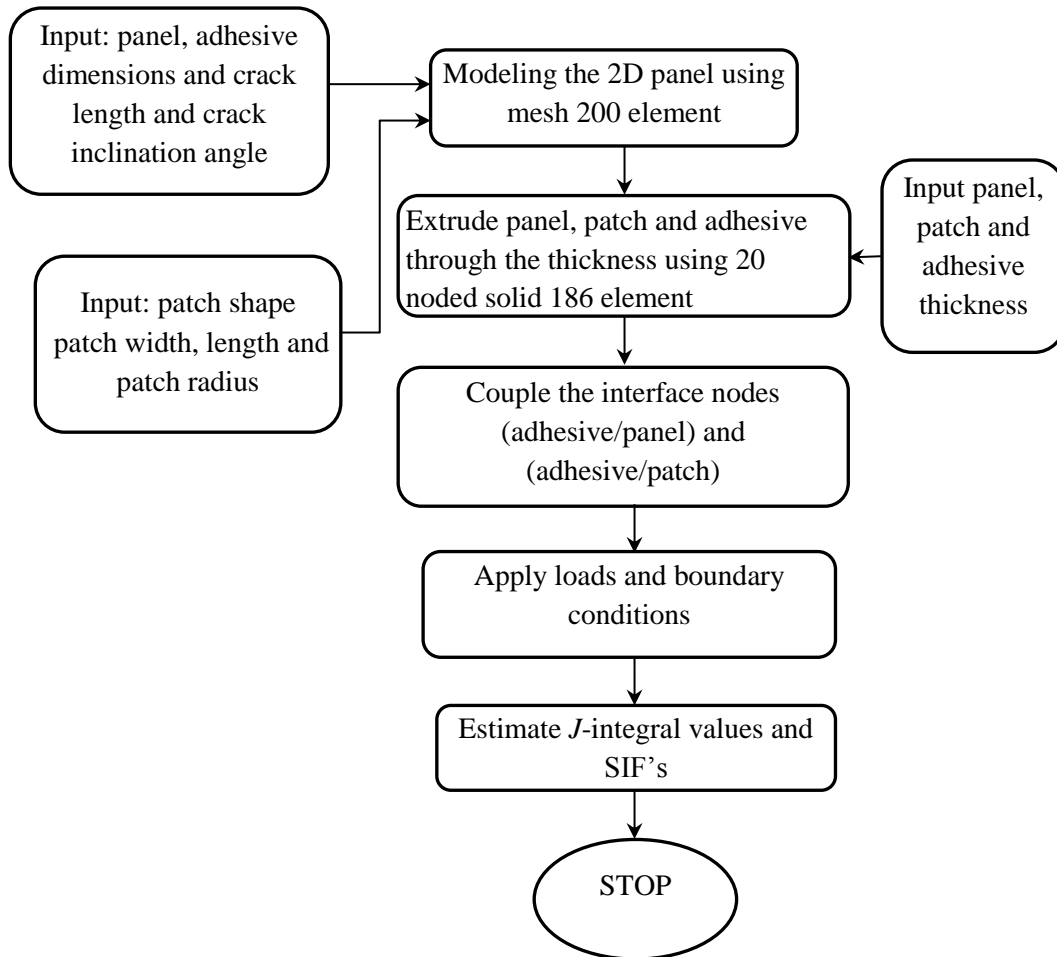 Input: panel, adhesive
dimensions and crack
length and crack
inclination angle
Modeling the 2D panel using
mesh 200 element
Input panel,
patch and
adhesive
thickness
Extrude panel, patch and adhesive
through the thickness using 20
noded solid 186 element
Input: patch shape
patch width, length and
patch radius
Couple the interface nodes
(adhesive/panel) and
(adhesive/patch)
Apply loads and boundary
conditions
Estimate J-integral values and
SIF’s
STOP